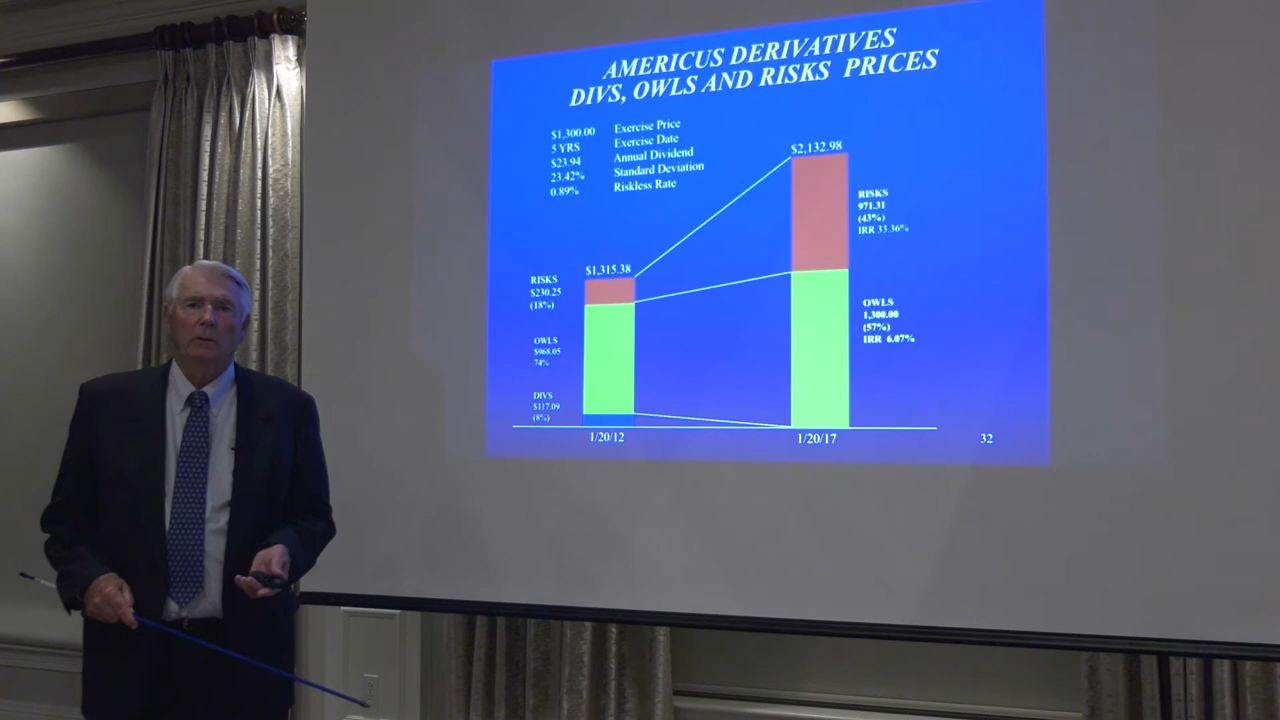 AMERICUS DERIVATIVES
DIVS, OWLS AND RISKS PRICES
$1,300.00 Exercise Price
5 YRS Exercise Date
$23.94 Annual Dividend
23.42% Standard Deviation
0.89% Riskless Rate
$2,132.98
RISKS
971.31
(43%)
IRR 33.36%
$1,315.38
RISKS
$230.25
(18%)
OWLS
1,300.00
(57%)
IRR 6.07%
OWLS
$968.05
74%
DIVS
$117.09
(8%)
1/20/12
1/20/17
32